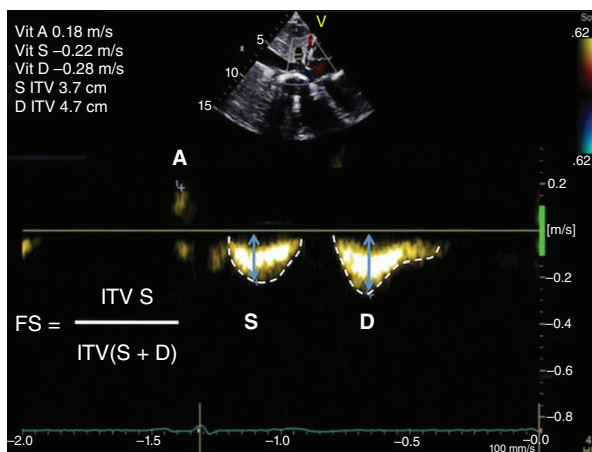 Vit A 0.18 m/s
Vit S –0.22 m/s
Vit D –0.28 m/s
S ITV 3.7 cm
D ITV 4.7 cm
V
5
10
15
So
.62
.62
A
0.2
[m/s]
–0.2
–0.4
–0.6
–0.8
S
D
FS =
ITV S
ITV(S + D)
–2.0
–1.5
–1.0
–0.5
–0.0
100 mm/s
4